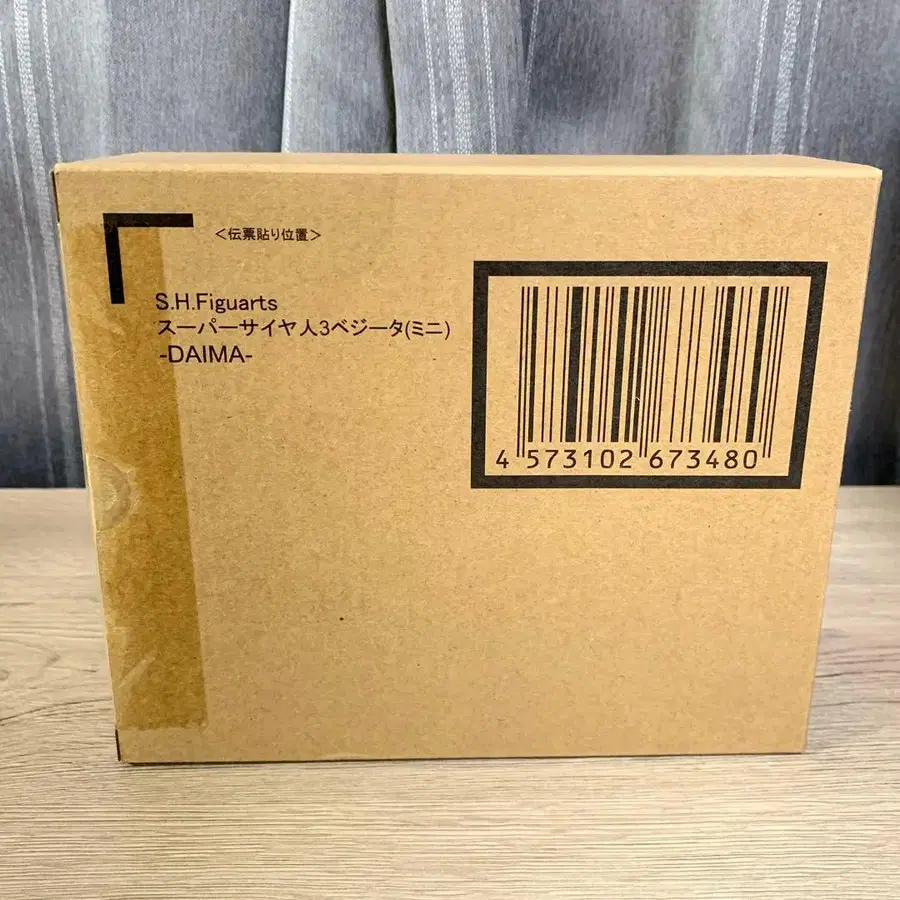 ＜伝票貼り位置＞
S.H.Figuarts
スーパーサイヤ人3ベジータ(ミニ)
-DAIMA-
4 573102 673480